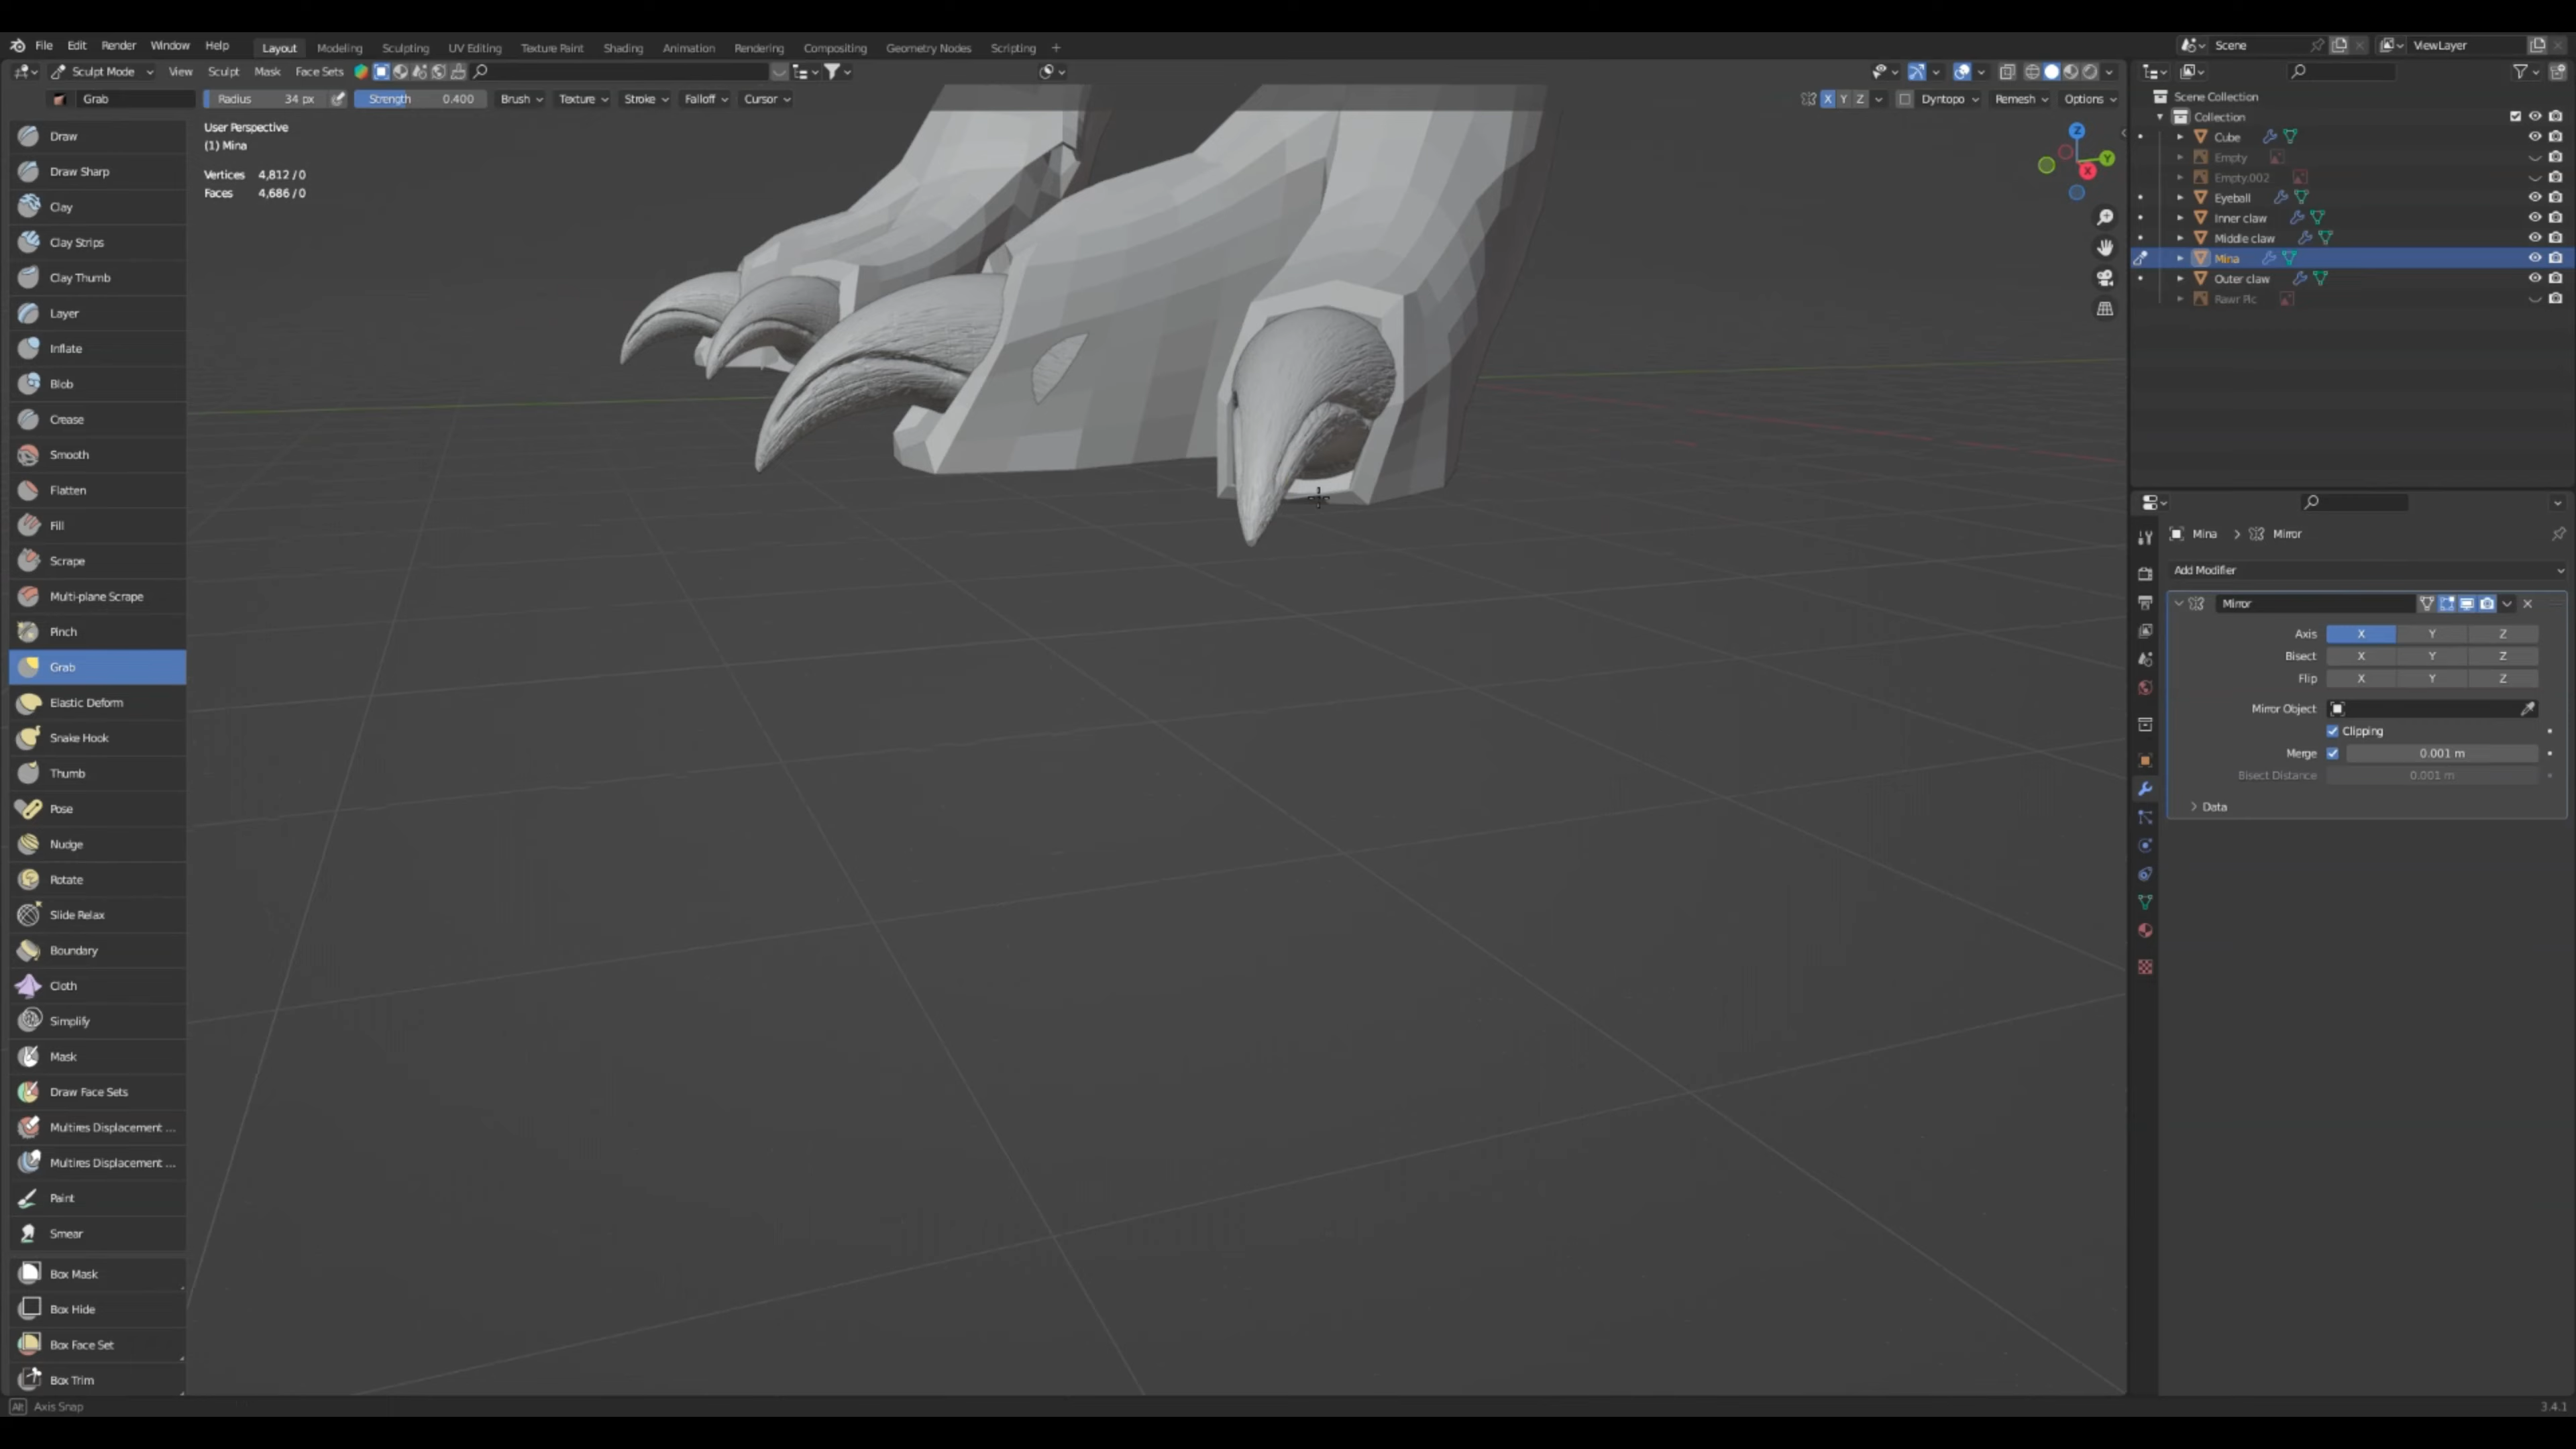 File Edit Render Window Help Layout Modeling Sculpting UV Editing Texture Paint Shading Animation Rendering Compositing Geometry Nodes Scripting + Scene ViewLayer
Sculpt Mode View Sculpt Mask Face Sets
Grab Radius 34 px Strength 0.400 Brush Texture Stroke Falloff Cursor X Y Z Dyntopo Remesh Options
User Perspective
(1) Mina
Vertices 4,812 / 0
Faces 4,686 / 0
Z
Y
X
Draw
Draw Sharp
Clay
Clay Strips
Clay Thumb
Layer
Inflate
Blob
Crease
Smooth
Flatten
Fill
Scrape
Multi-plane Scrape
Pinch
Grab
Elastic Deform
Snake Hook
Thumb
Pose
Nudge
Rotate
Slide Relax
Boundary
Cloth
Simplify
Mask
Draw Face Sets
Multires Displacement ...
Multires Displacement ...
Paint
Smear
Box Mask
Box Hide
Box Face Set
Box Trim
Scene Collection
Collection
Cube
Empty
Empty.002
Eyeball
Inner claw
Middle claw
Mina
Outer claw
Rawr Pic
Mina > Mirror
Add Modifier
Mirror
Axis X Y Z
Bisect X Y Z
Flip X Y Z
Mirror Object
Clipping
Merge 0.001 m
Bisect Distance 0.001 m
Data
Alt Axis Snap
3.4.1